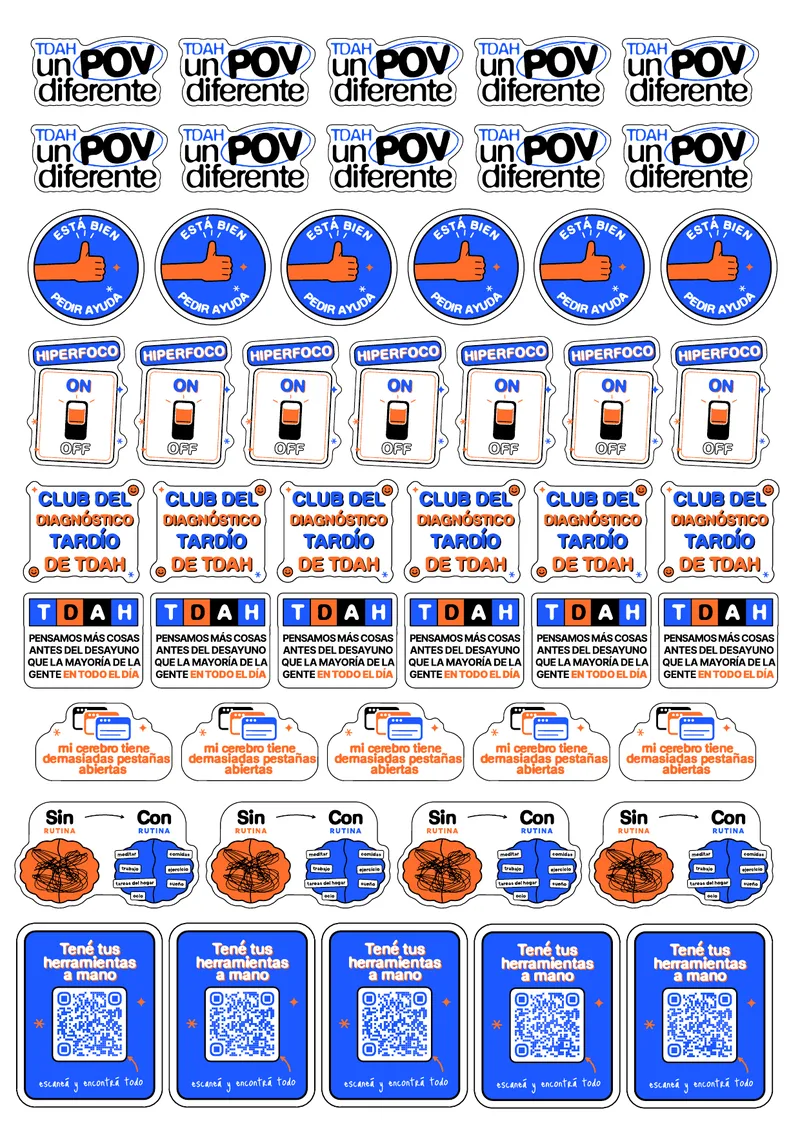 TDAH
un POV
diferente
TDAH
un POV
diferente
TDAH
un POV
diferente
TDAH
un POV
diferente
TDAH
un POV
diferente
TDAH
un POV
diferente
TDAH
un POV
diferente
TDAH
un POV
diferente
TDAH
un POV
diferente
TDAH
un POV
diferente
ESTÁ BIEN
PEDIR AYUDA
ESTÁ BIEN
PEDIR AYUDA
ESTÁ BIEN
PEDIR AYUDA
ESTÁ BIEN
PEDIR AYUDA
ESTÁ BIEN
PEDIR AYUDA
ESTÁ BIEN
PEDIR AYUDA
HIPERFOCO
ON
OFF
HIPERFOCO
ON
OFF
HIPERFOCO
ON
OFF
HIPERFOCO
ON
OFF
HIPERFOCO
ON
OFF
HIPERFOCO
ON
OFF
HIPERFOCO
ON
OFF
CLUB DEL
DIAGNÓSTICO
TARDÍO
DE TDAH
CLUB DEL
DIAGNÓSTICO
TARDÍO
DE TDAH
CLUB DEL
DIAGNÓSTICO
TARDÍO
DE TDAH
CLUB DEL
DIAGNÓSTICO
TARDÍO
DE TDAH
CLUB DEL
DIAGNÓSTICO
TARDÍO
DE TDAH
CLUB DEL
DIAGNÓSTICO
TARDÍO
DE TDAH
TDAH
PENSAMOS MÁS COSAS
ANTES DEL DESAYUNO
QUE LA MAYORÍA DE LA
GENTE EN TODO EL DÍA
TDAH
PENSAMOS MÁS COSAS
ANTES DEL DESAYUNO
QUE LA MAYORÍA DE LA
GENTE EN TODO EL DÍA
TDAH
PENSAMOS MÁS COSAS
ANTES DEL DESAYUNO
QUE LA MAYORÍA DE LA
GENTE EN TODO EL DÍA
TDAH
PENSAMOS MÁS COSAS
ANTES DEL DESAYUNO
QUE LA MAYORÍA DE LA
GENTE EN TODO EL DÍA
TDAH
PENSAMOS MÁS COSAS
ANTES DEL DESAYUNO
QUE LA MAYORÍA DE LA
GENTE EN TODO EL DÍA
TDAH
PENSAMOS MÁS COSAS
ANTES DEL DESAYUNO
QUE LA MAYORÍA DE LA
GENTE EN TODO EL DÍA
mi cerebro tiene
demasiadas pestañas
abiertas
mi cerebro tiene
demasiadas pestañas
abiertas
mi cerebro tiene
demasiadas pestañas
abiertas
mi cerebro tiene
demasiadas pestañas
abiertas
mi cerebro tiene
demasiadas pestañas
abiertas
Sin Con
RUTINA RUTINA
meditar comidas
trabajo ejercicio
tareas del hogar sueño
ocio
Sin Con
RUTINA RUTINA
meditar comidas
trabajo ejercicio
tareas del hogar sueño
ocio
Sin Con
RUTINA RUTINA
meditar comidas
trabajo ejercicio
tareas del hogar sueño
ocio
Sin Con
RUTINA RUTINA
meditar comidas
trabajo ejercicio
tareas del hogar sueño
ocio
Tené tus
herramientas
a mano
escaneá y encontrá todo
Tené tus
herramientas
a mano
escaneá y encontrá todo
Tené tus
herramientas
a mano
escaneá y encontrá todo
Tené tus
herramientas
a mano
escaneá y encontrá todo
Tené tus
herramientas
a mano
escaneá y encontrá todo